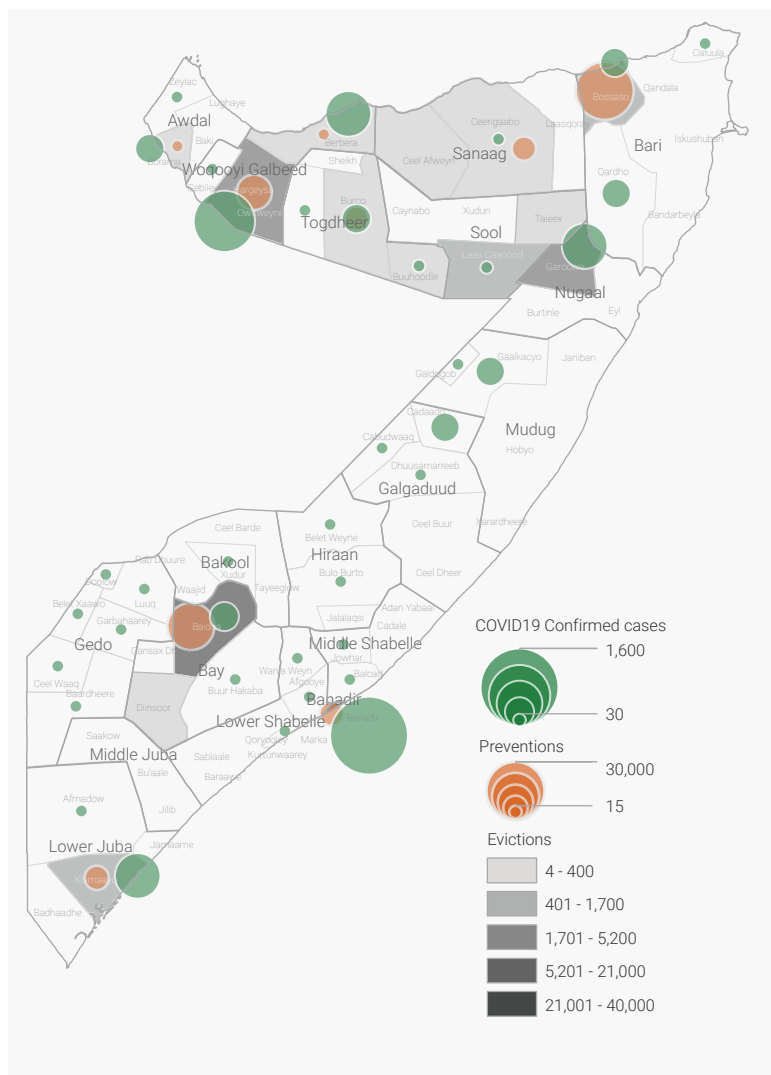 Caluula
Zeylac
Qandala
Bossaso
Lughaye
Awdal
Ceerigaabo
Laasqoray
Iskushuban
Baki
Berbera
Bari
Borama
Sanaag
Sheikh
Ceel Afweyn
Woqooyi Galbeed
Qardho
Gebiley
Hargeysa
Burco
Caynabo
Xudun
Bandarbeyla
Owdweyne
Togdheer
Taleex
Sool
Laas Caanood
Garoowe
Buuhoodle
Nugaal
Burtinle
Eyl
Gaalkacyo
Jariiban
Galdogob
Cadaado
Mudug
Cabudwaaq
Hobyo
Dhuusamarreeb
Galgaduud
Ceel Barde
Ceel Buur
Xarardheere
Belet Weyne
Hiraan
Rab Dhuure
Bakool
Xudur
Bulo Burto
Ceel Dheer
Doolow
Waajid
Tayeeglow
Belet Xaawo
Luuq
Adan Yabaal
Garbahaarey
Jalalaqsi
Baidoa
Cadale
Gedo
Middle Shabelle
Qansax Dh
Jowhar
Bay
Wanla Weyn
Balcad
Ceel Waaq
Afgooye
Buur Hakaba
Baardheere
Banadir
Diinsoor
Banadir
Lower Shabelle
Saakow
Qoryooley
Marka
Middle Juba
Sablaale
Kurtunwaarey
Bu'aale
Baraawe
Afmadow
Jilib
Lower Juba
Jamaame
Kismaayo
Badhaadhe
COVID19 Confirmed cases
1,600
30
Preventions
30,000
15
Evictions
4 - 400
401 - 1,700
1,701 - 5,200
5,201 - 21,000
21,001 - 40,000